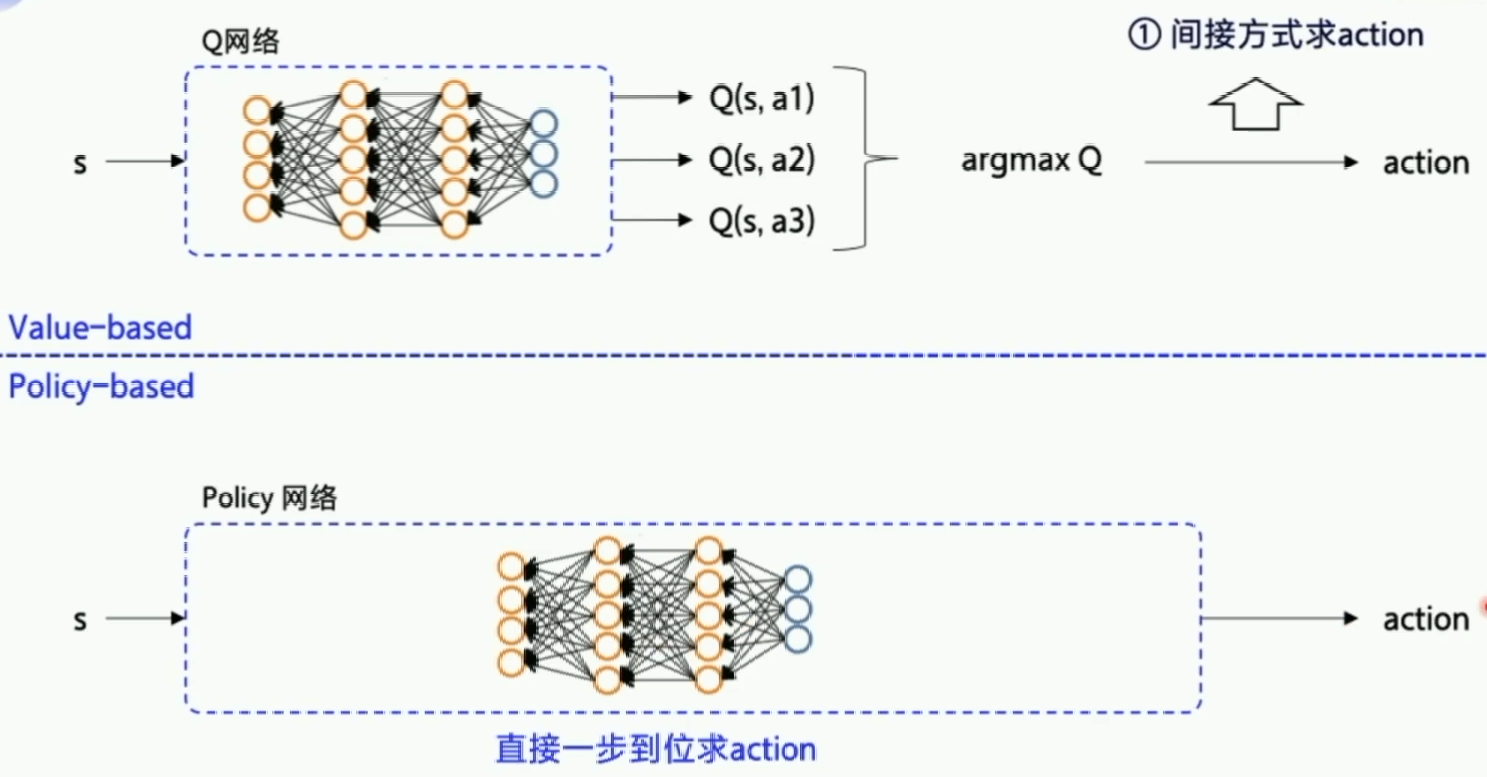 Q网络
① 间接方式求action
s
Q(s, a1)
Q(s, a2)
Q(s, a3)
argmax Q
action
Value-based
Policy-based
Policy 网络
s
action
直接一步到位求action